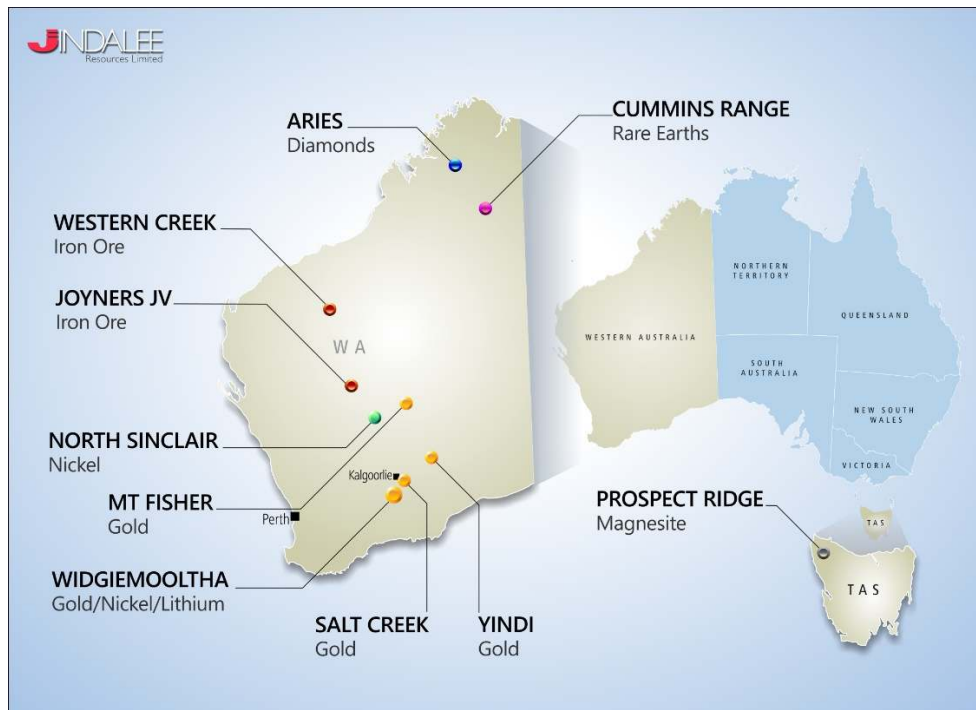 JINDALEE
Resources Limited
ARIES
Diamonds
CUMMINS RANGE
Rare Earths
WESTERN CREEK
Iron Ore
JOYNERS JV
Iron Ore
WA
NORTH SINCLAIR
Nickel
Kalgoorlie
MT FISHER
Gold
Perth
WIDGIEMOOLTHA
Gold/Nickel/Lithium
SALT CREEK
Gold
YINDI
Gold
NORTHERN
TERRITORY
QUEENSLAND
WESTERN AUSTRALIA
SOUTH
AUSTRALIA
NEW SOUTH
WALES
VICTORIA
PROSPECT RIDGE
Magnesite
TAS
TAS